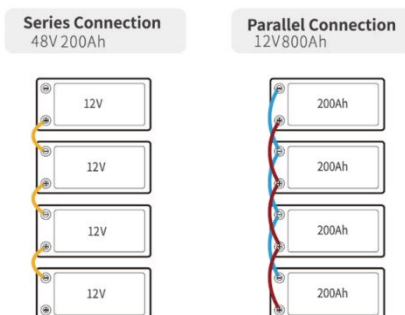 Series Connection
48V 200Ah
12V
12V
12V
12V
Parallel Connection
12V800Ah
200Ah
200Ah
200Ah
200Ah